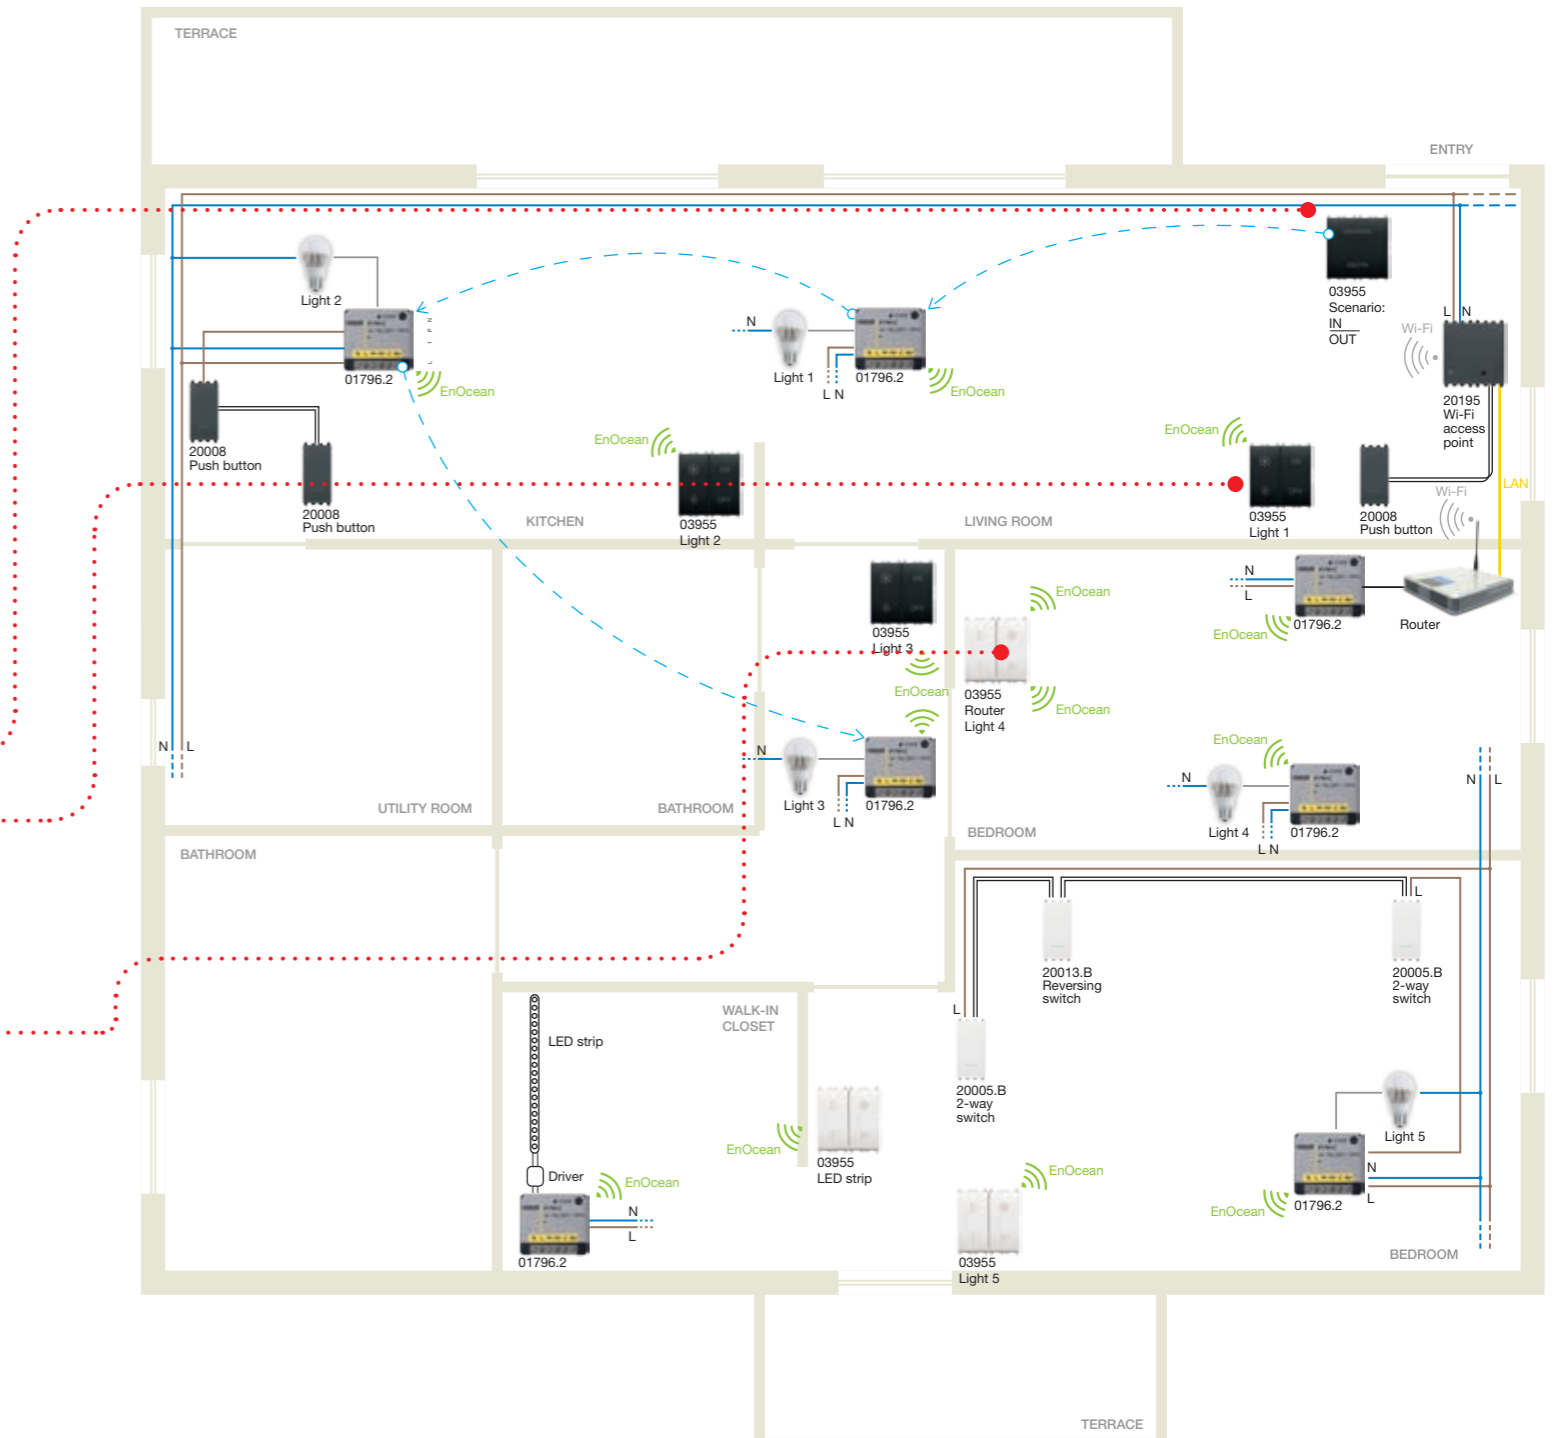 TERRACE
ENTRY
Light 2
01796.2
EnOcean
L I P N
20008
Push button
20008
Push button
N
Light 1
L N
01796.2
EnOcean
03955
Scenario:
IN
OUT
L N
Wi-Fi
20195
Wi-Fi
access
point
EnOcean
03955
Light 2
KITCHEN
LIVING ROOM
EnOcean
03955
Light 1
20008
Push button
Wi-Fi
LAN
03955
Light 3
EnOcean
EnOcean
03955
Router
Light 4
EnOcean
N
L
EnOcean
01796.2
Router
N L
UTILITY ROOM
BATHROOM
N
Light 3
L N
01796.2
EnOcean
N
Light 4
L N
01796.2
BEDROOM
N L
BATHROOM
L
20013.B
Reversing
switch
20005.B
2-way
switch
WALK-IN
CLOSET
L
20005.B
2-way
switch
LED strip
Driver
EnOcean
N
L
01796.2
EnOcean
03955
LED strip
EnOcean
03955
Light 5
Light 5
N
L
EnOcean
01796.2
BEDROOM
TERRACE